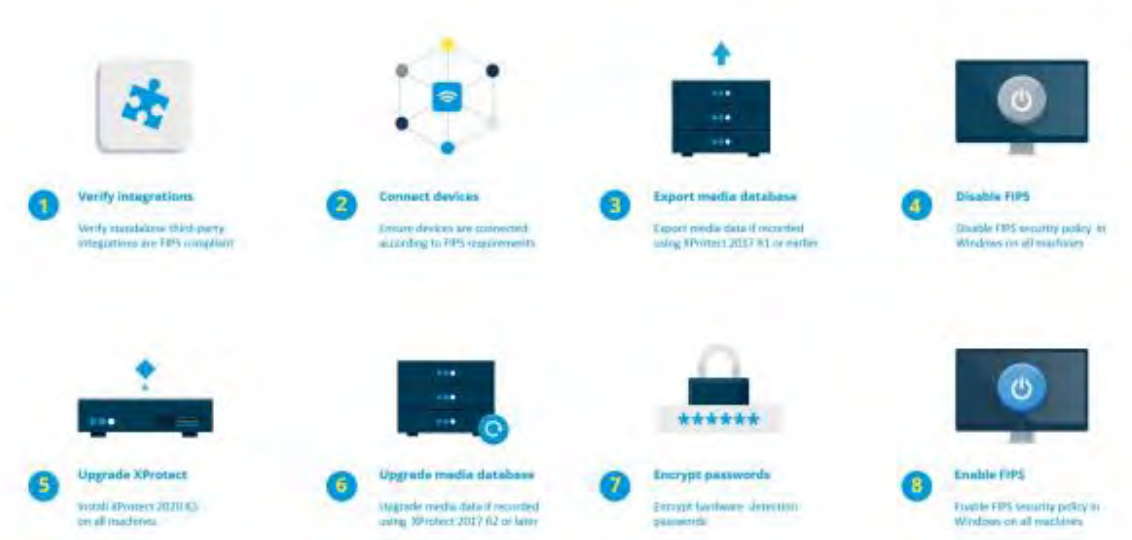 1
Verify integrations
Verify standalone third-party
integrations are FIPS compliant
2
Connect devices
Ensure devices are connected
according to FIPS requirements
3
Export media database
Export media data if recorded
using XProtect 2017 R1 or earlier
4
Disable FIPS
Disable FIPS security policy in
Windows on all machines
5
Upgrade XProtect
Install XProtect 2020 R3
on all machines
6
Upgrade media database
Upgrade media data if recorded
using XProtect 2017 R2 or later
7
Encrypt passwords
Encrypt hardware detection
passwords
******
8
Enable FIPS
Enable FIPS security policy in
Windows on all machines